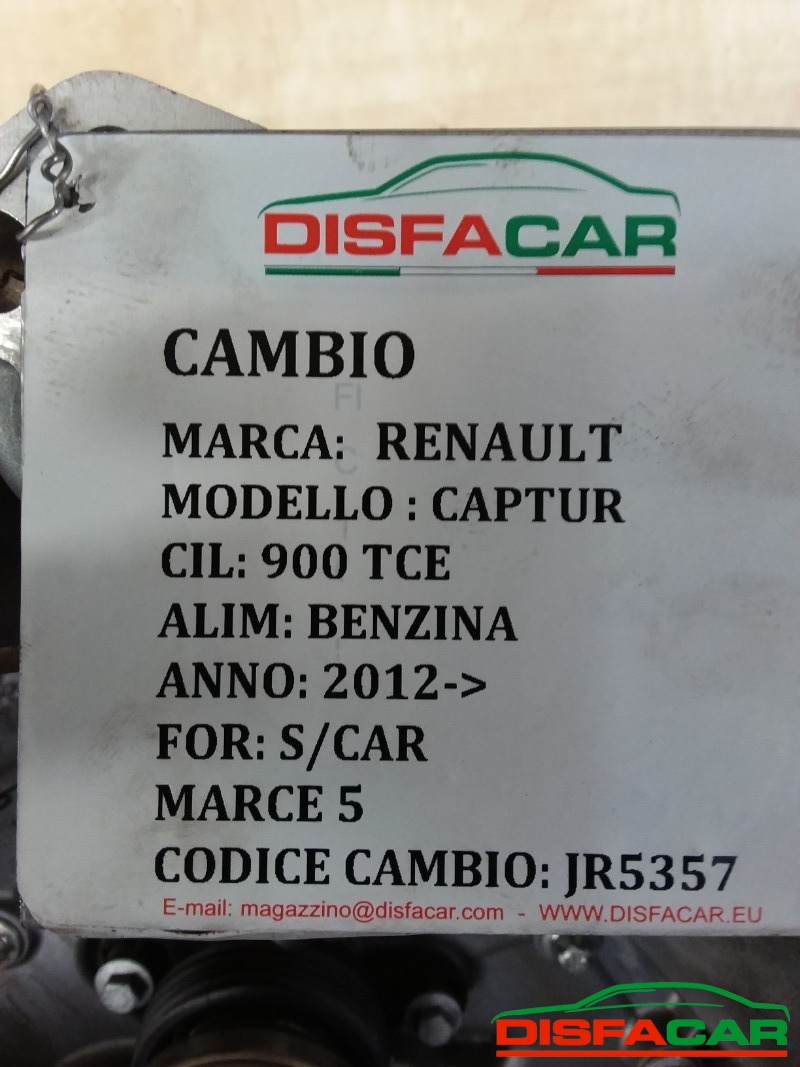 DISFACAR
CAMBIO
MARCA: RENAULT
MODELLO : CAPTUR
CIL: 900 TCE
ALIM: BENZINA
ANNO: 2012->
FOR: S/CAR
MARCE 5
CODICE CAMBIO: JR5357
E-mail: magazzino@disfacar.com - WWW.DISFACAR.EU
DISFACAR